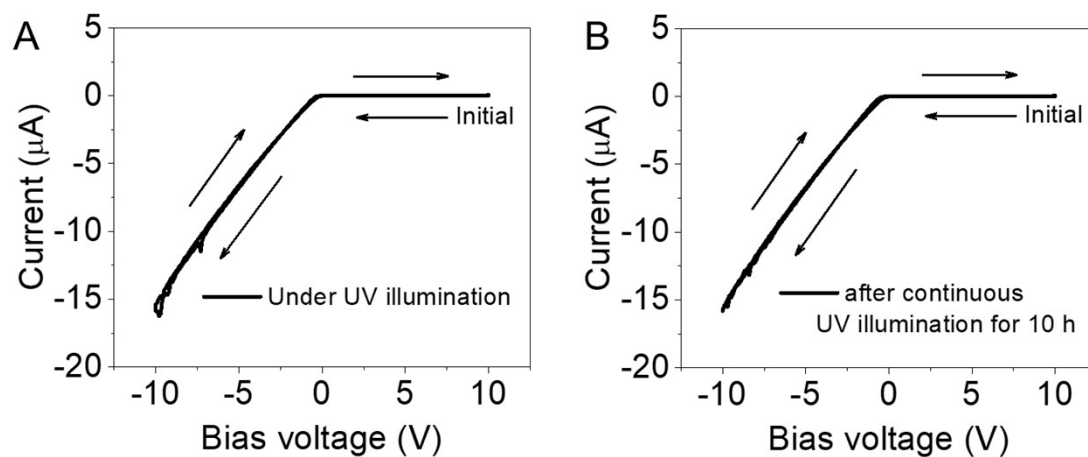 A
Current (μA)
5
0
-5
-10
-15
-20
Initial
Under UV illumination
-10 -5 0 5 10
Bias voltage (V)
B
Current (μA)
5
0
-5
-10
-15
-20
Initial
after continuous
UV illumination for 10 h
-10 -5 0 5 10
Bias voltage (V)